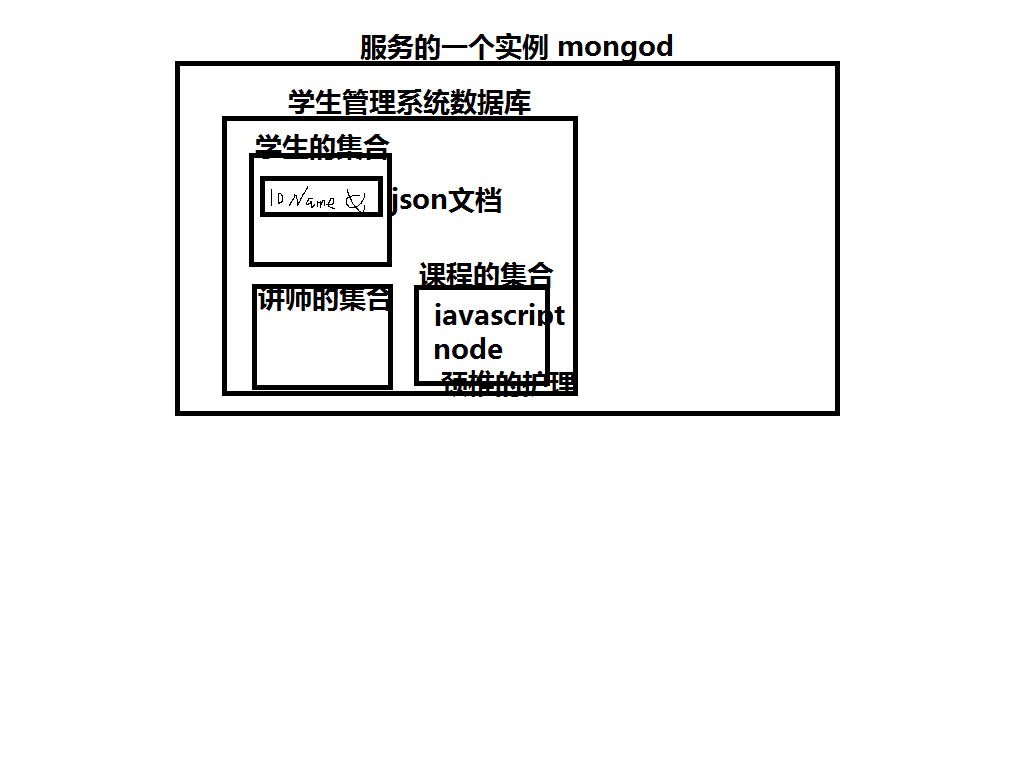 服务的一个实例 mongod
学生管理系统数据库
学生的集合
ID Name
json文档
课程的集合
讲师的集合
javascript
node
颈椎的护理